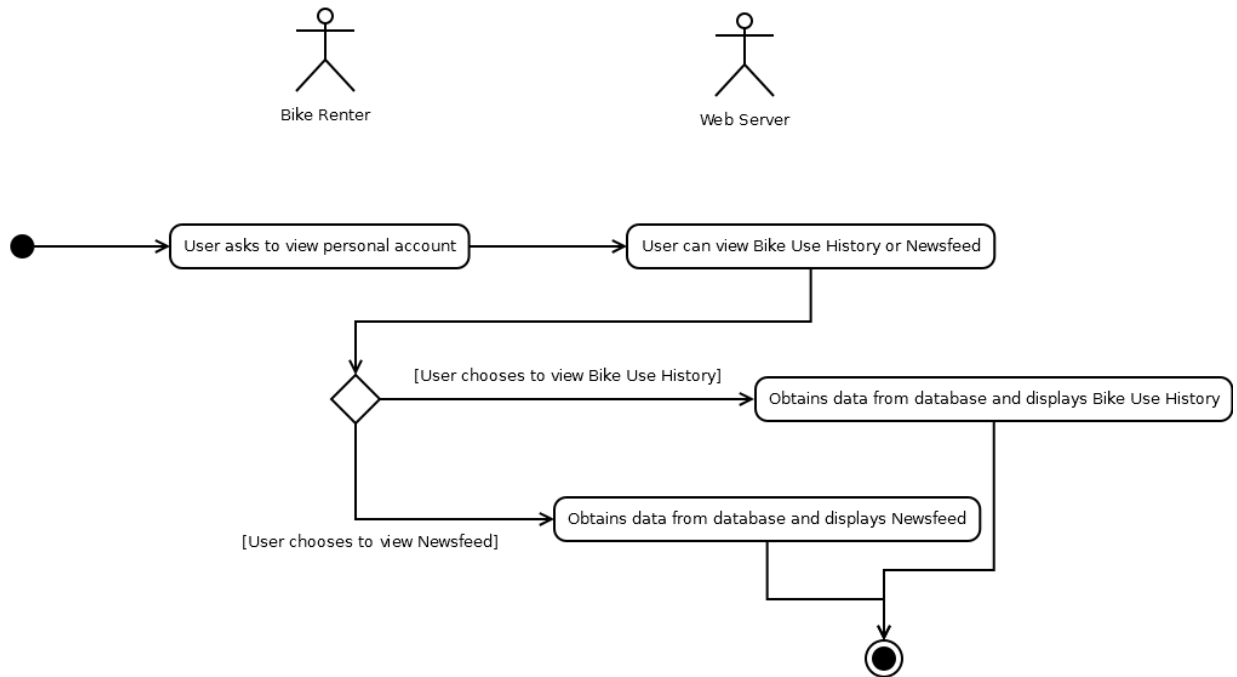 Bike Renter
Web Server
User asks to view personal account
User can view Bike Use History or Newsfeed
[User chooses to view Bike Use History]
Obtains data from database and displays Bike Use History
Obtains data from database and displays Newsfeed
[User chooses to view Newsfeed]